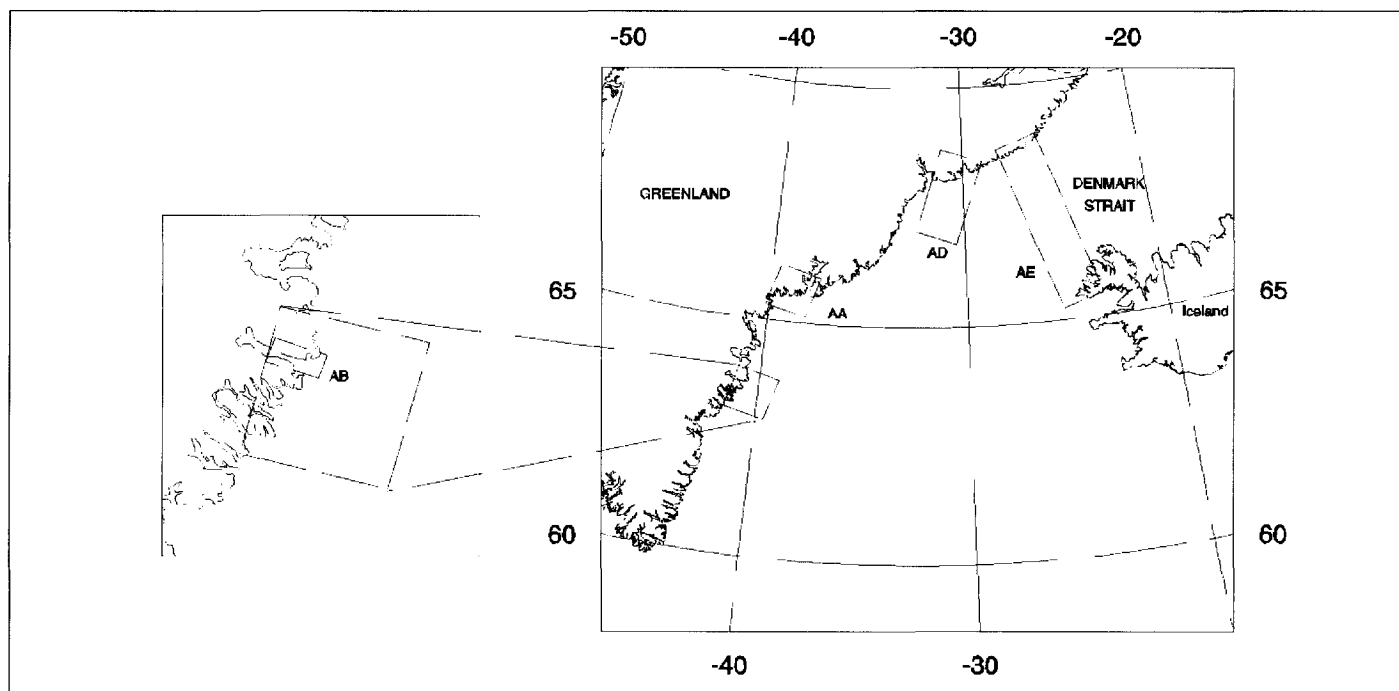 -50 -40 -30 -20
GREENLAND
DENMARK
STRAIT
AD
AE
65
65
AA
Iceland
AB
60
60
-40 -30